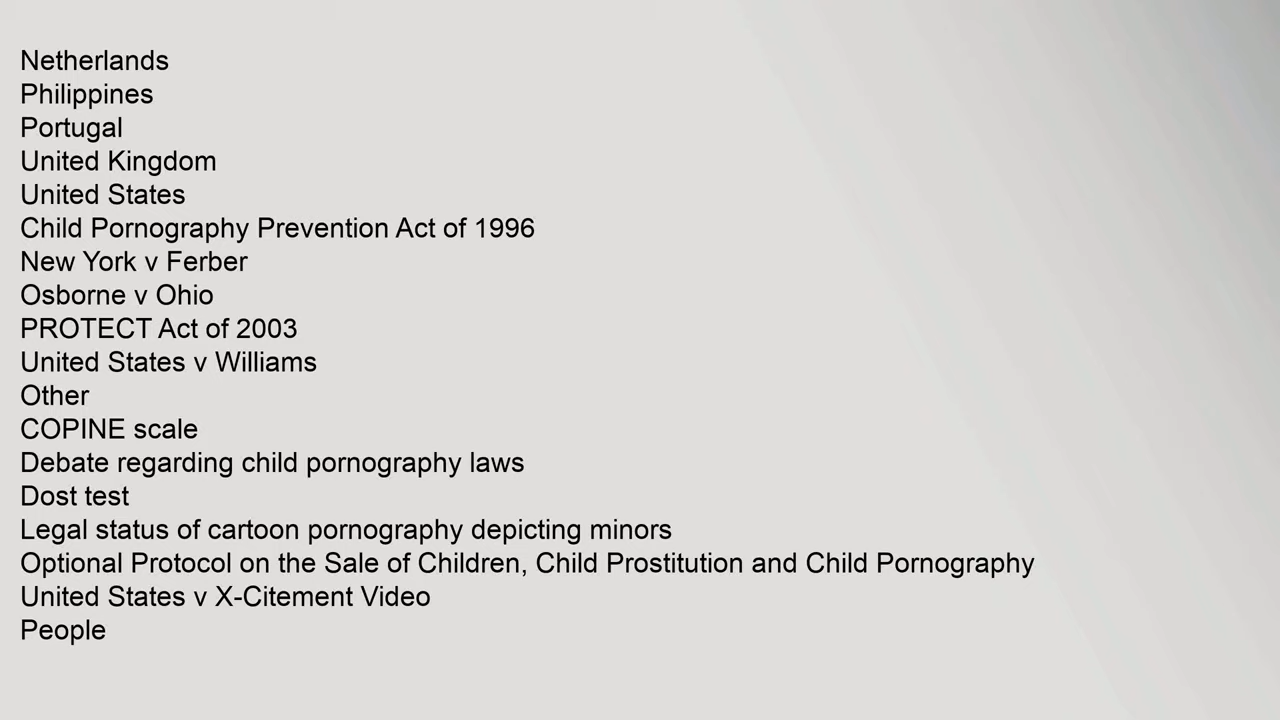 Netherlands
Philippines
Portugal
United Kingdom
United States
Child Pornography Prevention Act of 1996
New York v Ferber
Osborne v Ohio
PROTECT Act of 2003
United States v Williams
Other
COPINE scale
Debate regarding child pornography laws
Dost test
Legal status of cartoon pornography depicting minors
Optional Protocol on the Sale of Children, Child Prostitution and Child Pornography
United States v X-Citement Video
People